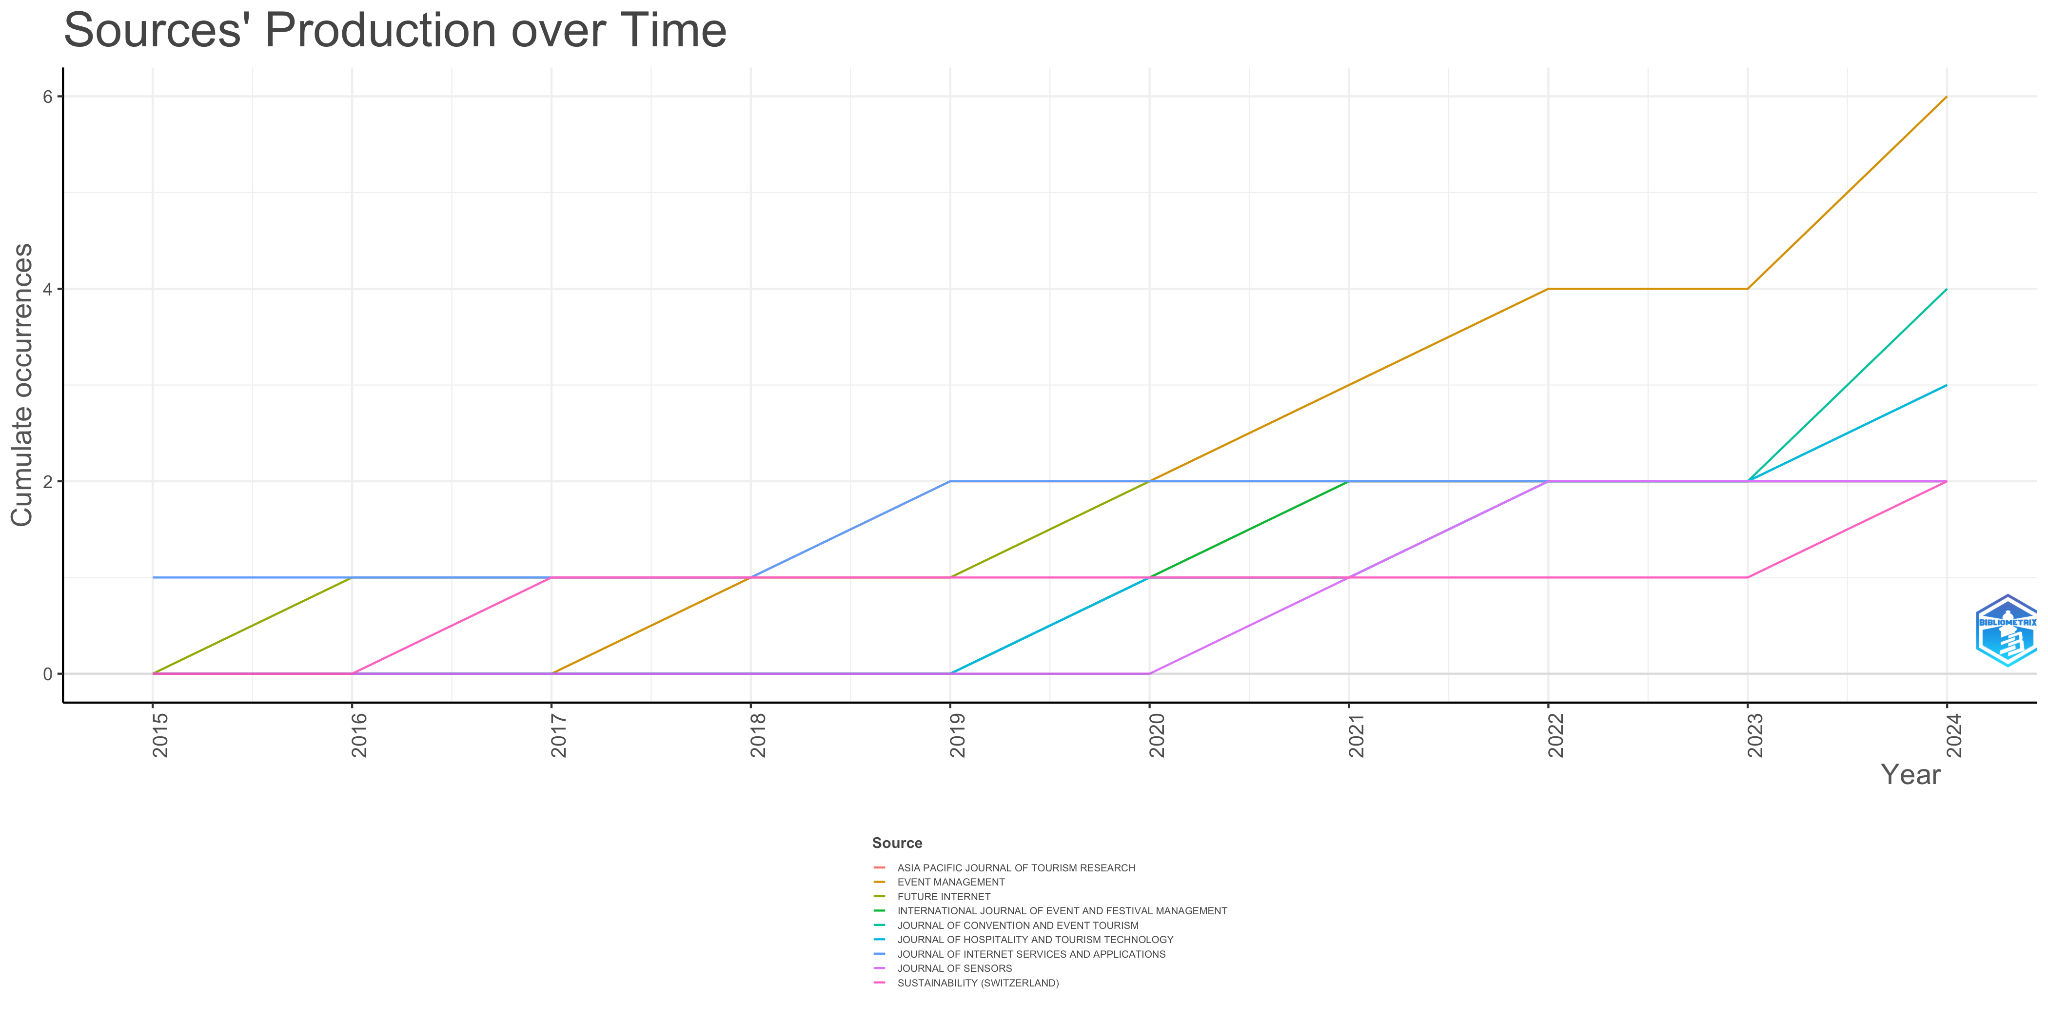 Sources' Production over Time
6
4
2
0
Cumulate occurrences
2015
2016
2017
2018
2019
2020
2021
2022
2023
2024
Year
BIBLIOMETRIX
Source
ASIA PACIFIC JOURNAL OF TOURISM RESEARCH
EVENT MANAGEMENT
FUTURE INTERNET
INTERNATIONAL JOURNAL OF EVENT AND FESTIVAL MANAGEMENT
JOURNAL OF CONVENTION AND EVENT TOURISM
JOURNAL OF HOSPITALITY AND TOURISM TECHNOLOGY
JOURNAL OF INTERNET SERVICES AND APPLICATIONS
JOURNAL OF SENSORS
SUSTAINABILITY (SWITZERLAND)